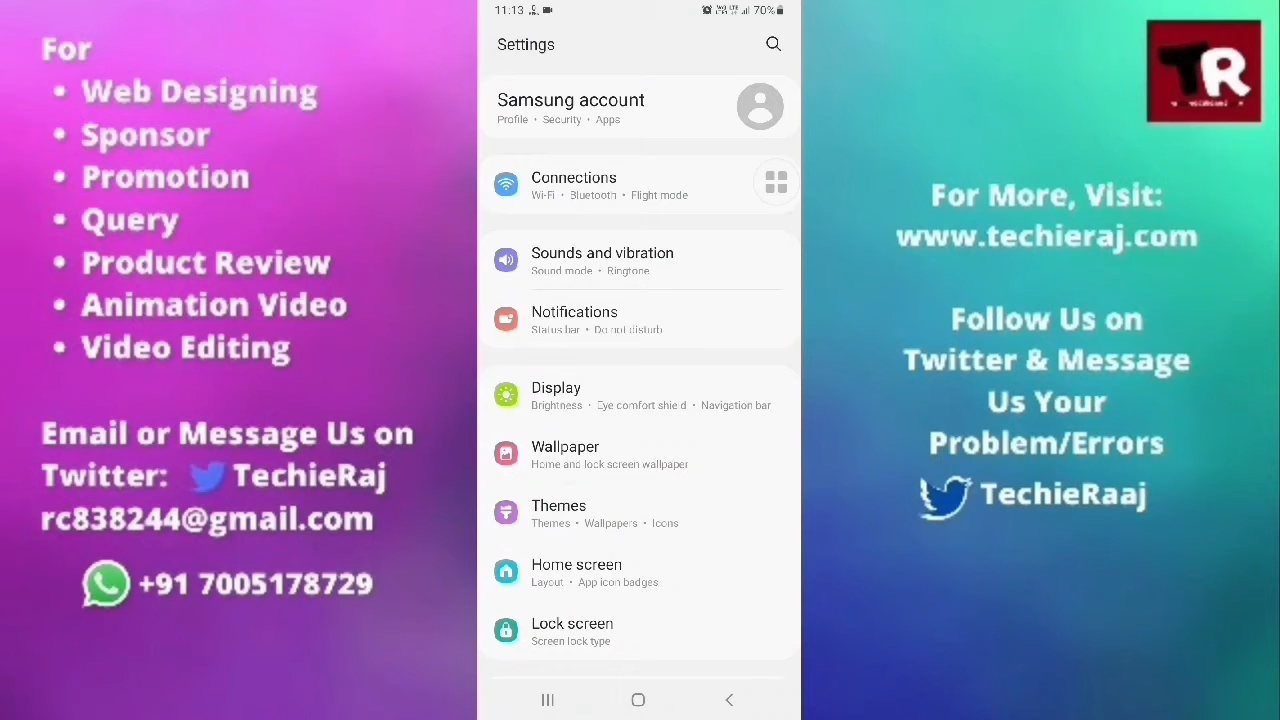 For
• Web Designing
• Sponsor
• Promotion
• Query
• Product Review
• Animation Video
• Video Editing
Email or Message Us on
Twitter: TechieRaj
rc838244@gmail.com
+91 7005178729
11:13
70%
Settings
Samsung account
Profile • Security • Apps
Connections
Wi-Fi • Bluetooth • Flight mode
Sounds and vibration
Sound mode • Ringtone
Notifications
Status bar • Do not disturb
Display
Brightness • Eye comfort shield • Navigation bar
Wallpaper
Home and lock screen wallpaper
Themes
Themes • Wallpapers • Icons
Home screen
Layout • App icon badges
Lock screen
Screen lock type
TR
For More, Visit:
www.techieraj.com
Follow Us on
Twitter & Message
Us Your
Problem/Errors
TechieRaaj